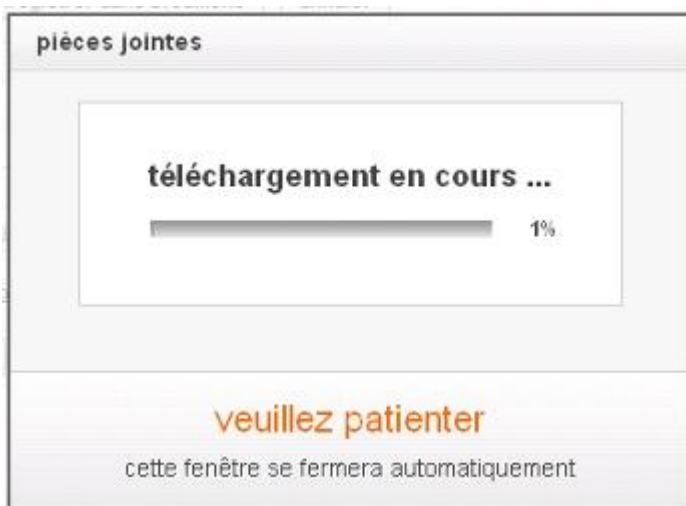 pièces jointes
téléchargement en cours ...
1%
veuillez patienter
cette fenêtre se fermera automatiquement